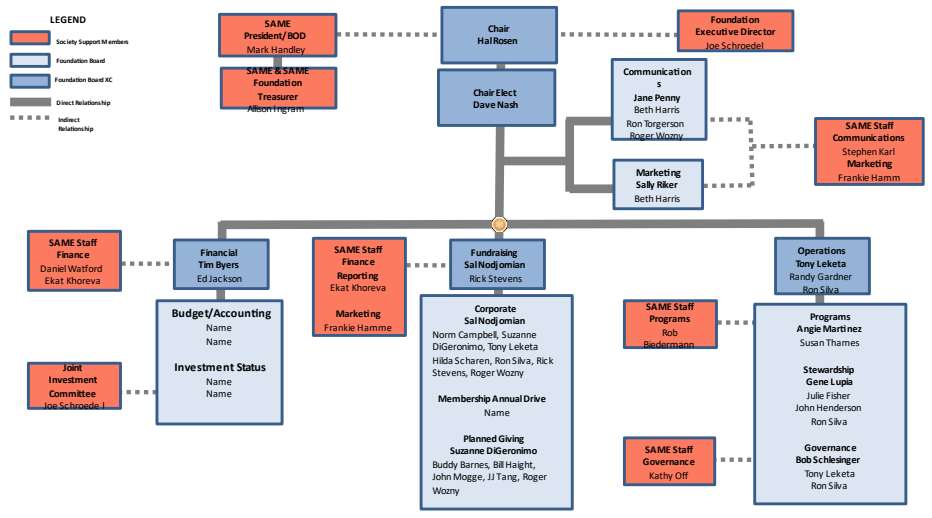 LEGEND
Society Support Members
Foundation Board
Foundation Board XC
Direct Relationship
Indirect
Relationship
SAME
President/BOD
Mark Handley
SAME & SAME
Foundation
Treasurer
Allison Ingram
Chair
Hal Rosen
Chair Elect
Dave Nash
Foundation
Executive Director
Joe Schroedel
Communication
s
Jane Penny
Beth Harris
Ron Torgerson
Roger Wozny
Marketing
Sally Riker
Beth Harris
SAME Staff
Communications
Stephen Karl
Marketing
Frankie Hamm
SAME Staff
Finance
Daniel Watford
Ekat Khoreva
Financial
Tim Byers
Ed Jackson
Budget/Accounting
Name
Name
Investment Status
Name
Name
Joint
Investment
Committee
Joe Schroede l
SAME Staff
Finance
Reporting
Ekat Khoreva
Marketing
Frankie Hamme
Fundraising
Sal Nodjomian
Rick Stevens
Corporate
Sal Nodjomian
Norm Campbell, Suzanne
DiGeronimo, Tony Leketa
Hilda Scharen, Ron Silva, Rick
Stevens, Roger Wozny
Membership Annual Drive
Name
Planned Giving
Suzanne DiGeronimo
Buddy Barnes, Bill Haight,
John Mogge, JJ Tang, Roger
Wozny
Operations
Tony Leketa
Randy Gardner
Ron Silva
SAME Staff
Programs
Rob
Biedermann
Programs
Angie Martinez
Susan Thames
Stewardship
Gene Lupia
Julie Fisher
John Henderson
Ron Silva
Governance
Bob Schlesinger
Tony Leketa
Ron Silva
SAME Staff
Governance
Kathy Off